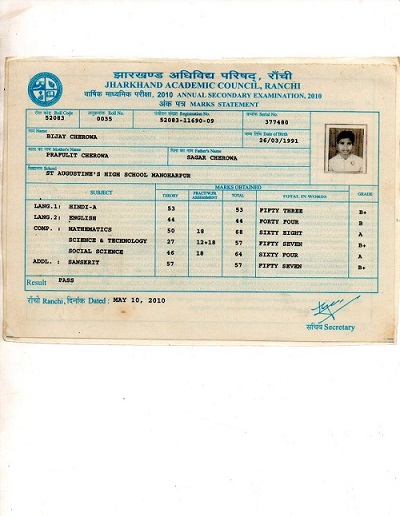 झारखण्ड अधिविद्य परिषद्, राँची
JHARKHAND ACADEMIC COUNCIL, RANCHI
वार्षिक माध्यमिक परीक्षा, 2010 ANNUAL SECONDARY EXAMINATION, 2010
अंक पत्र MARKS STATEMENT
Roll Code Roll No. Registration No. Serial No.
52083 0035 52083-11690-09 377480
Name Date of Birth
BIJAY CHEROWA 26/03/1991
Mother's Name Father's Name
PRAFULIT CHEROWA SAGAR CHEROWA
School
ST AUGUSTINE'S HIGH SCHOOL MANOHARPUR
SUBJECT MARKS OBTAINED GRADE
THEORY ASSESSMENT TOTAL TOTAL IN WORDS
LANG.1: HINDI-A 53 53 FIFTY THREE B+
LANG.2: ENGLISH 44 44 FORTY FOUR B
COMP. : MATHEMATICS 50 18 68 SIXTY EIGHT A
SCIENCE & TECHNOLOGY 27 12+18 57 FIFTY SEVEN B+
SOCIAL SCIENCE 46 18 64 SIXTY FOUR A
ADDL. : SANSKRIT 57 57 FIFTY SEVEN B+
Result PASS
राँची Ranchi, दिनांक Dated : MAY 10, 2010
सचिव Secretary